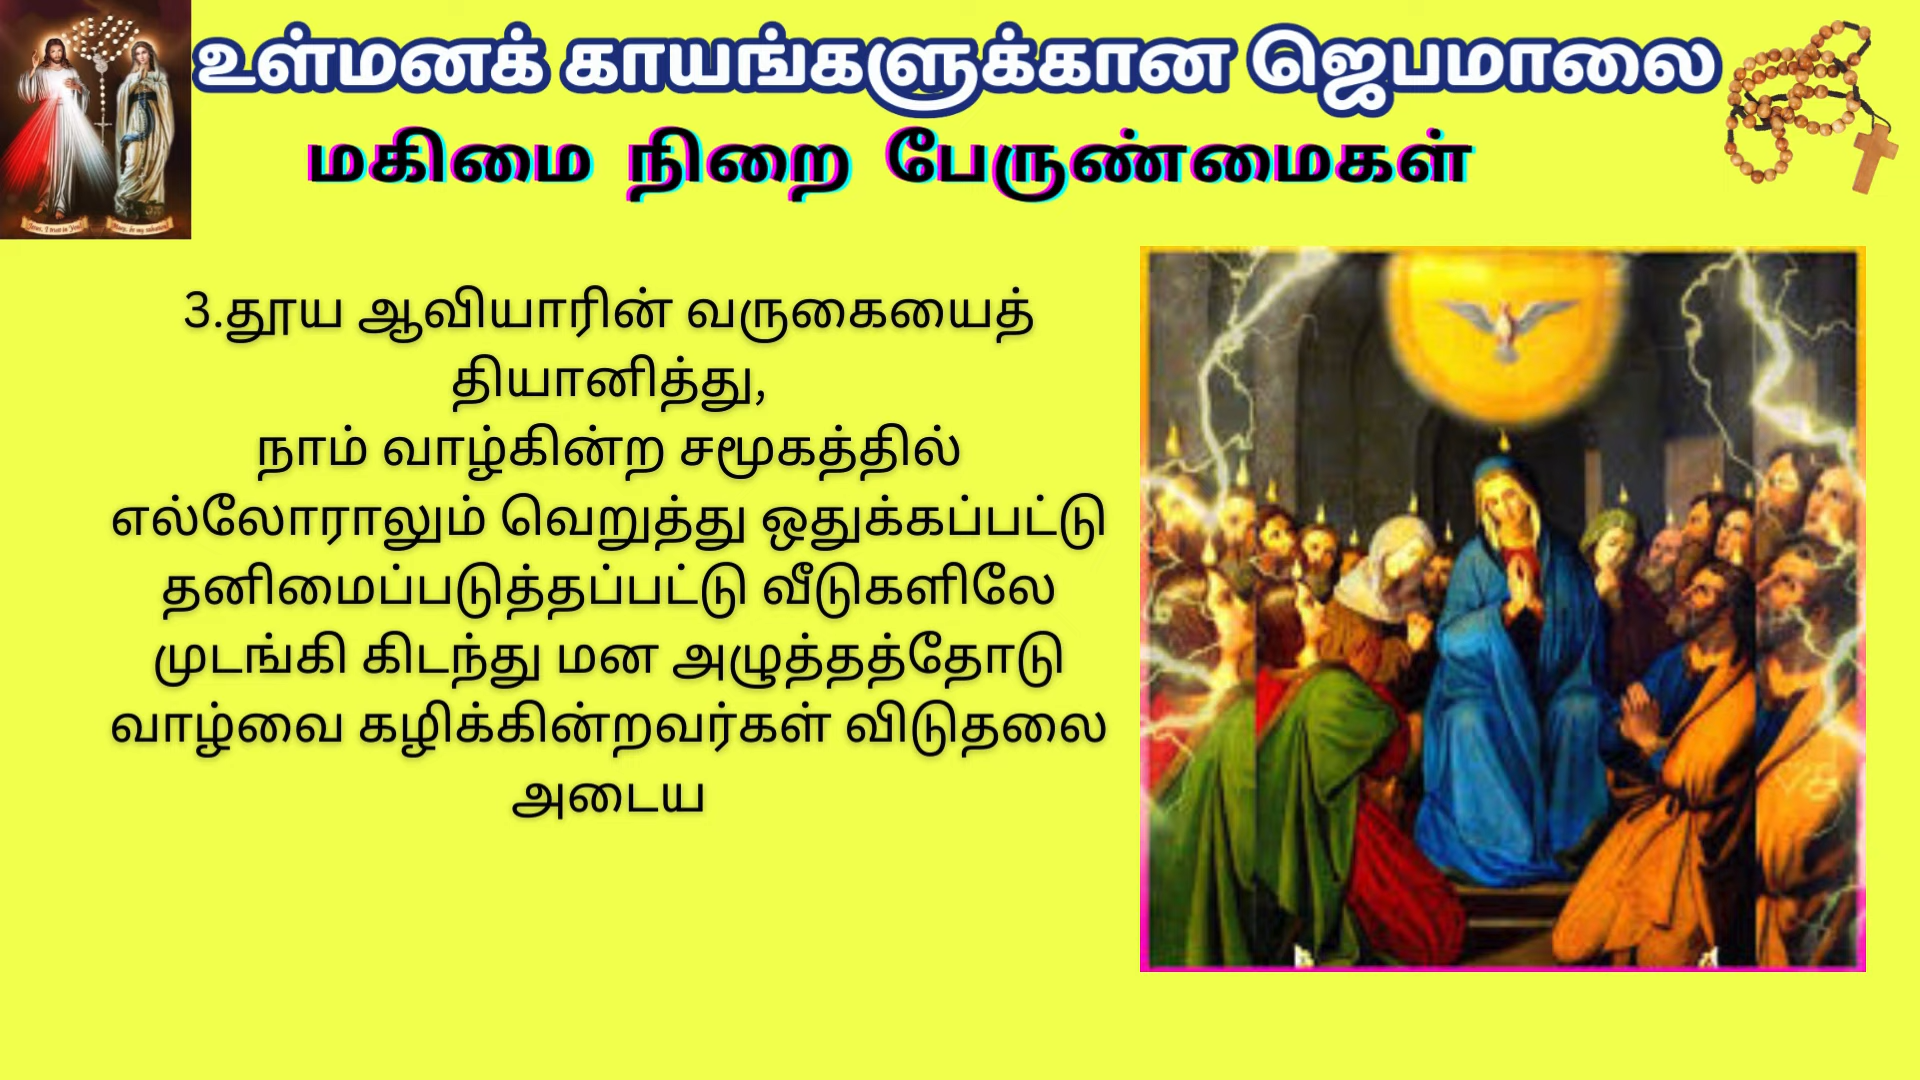 உள்மனக் காயங்களுக்கான ஜெபமாலை
மகிமை நிறை பேருண்மைகள்
3.தூய ஆவியாரின் வருகையைத்
தியானித்து,
நாம் வாழ்கின்ற சமூகத்தில்
எல்லோராலும் வெறுத்து ஒதுக்கப்பட்டு
தனிமைப்படுத்தப்பட்டு வீடுகளிலே
முடங்கி கிடந்து மன அழுத்தத்தோடு
வாழ்வை கழிக்கின்றவர்கள் விடுதலை
அடைய